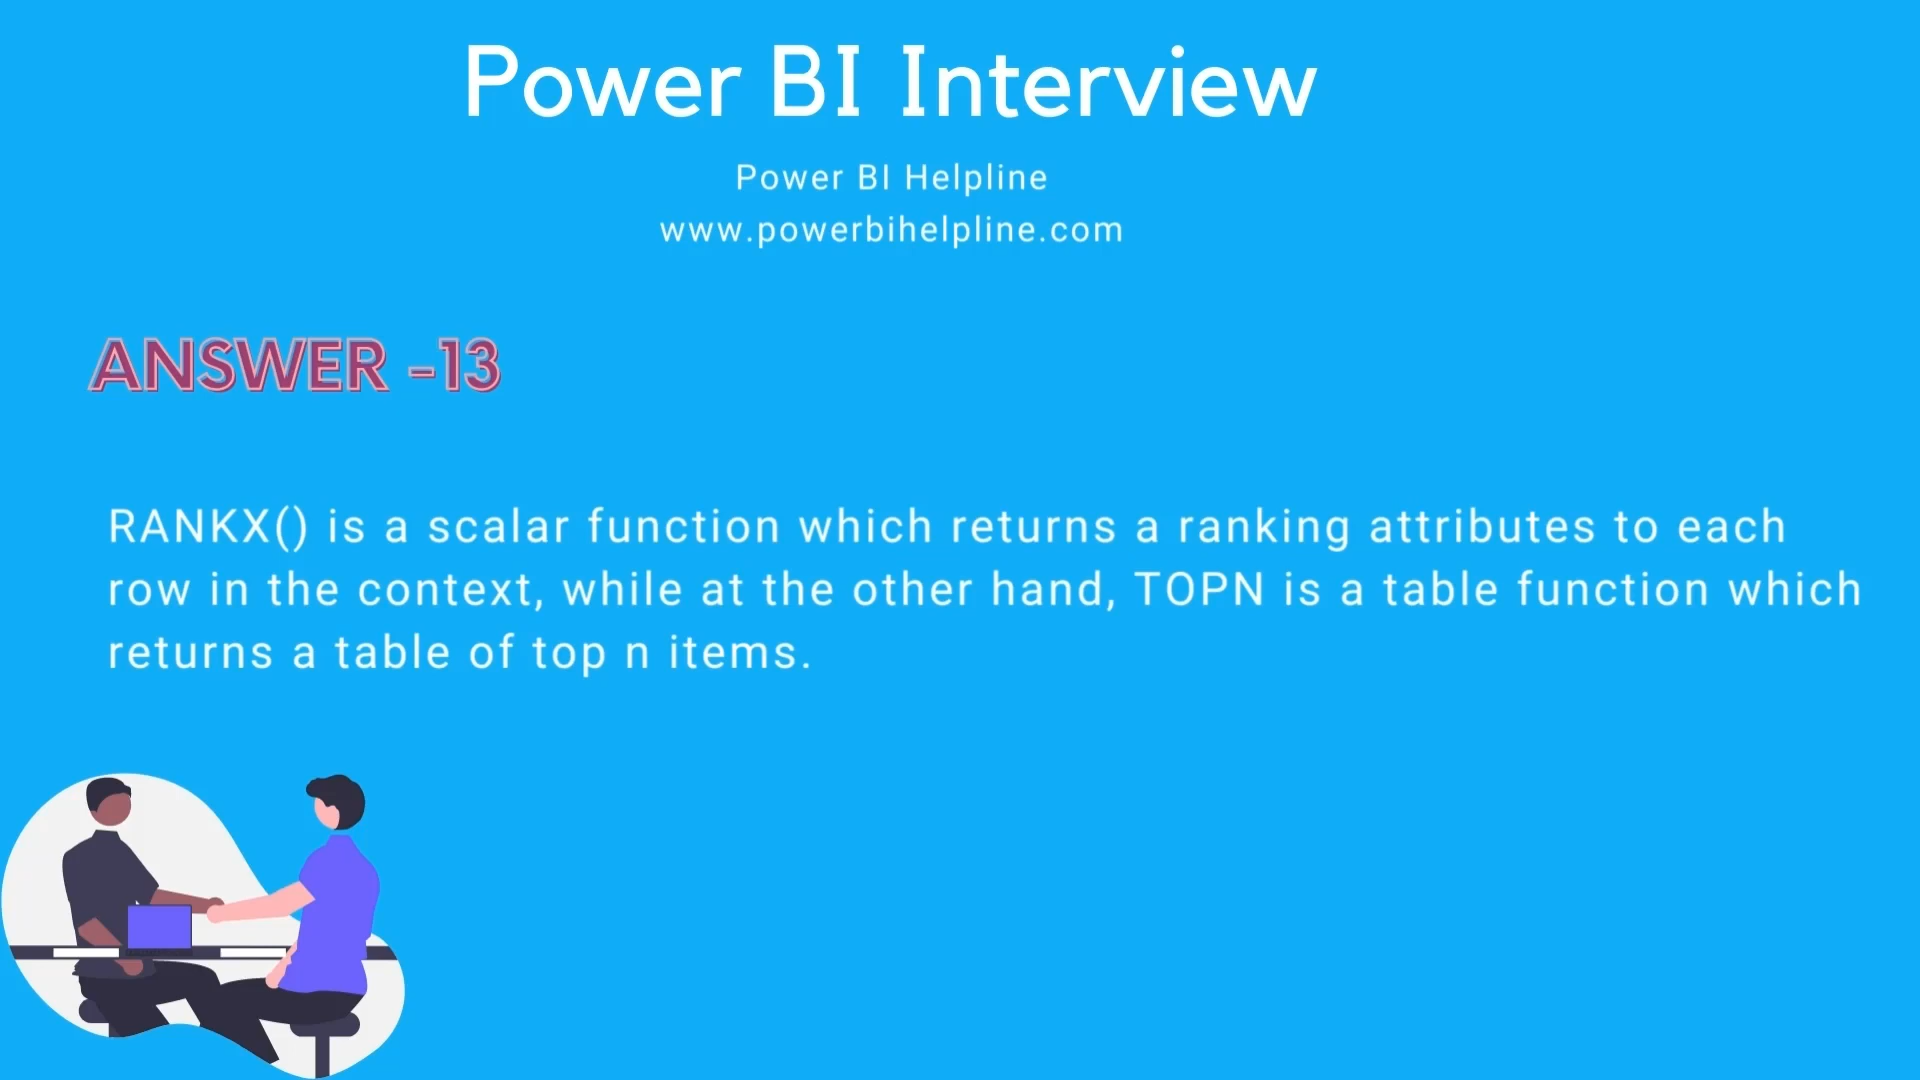 Power BI Interview
Power BI Helpline
www.powerbihelpline.com
ANSWER -13
RANKX() is a scalar function which returns a ranking attributes to each
row in the context, while at the other hand, TOPN is a table function which
returns a table of top n items.